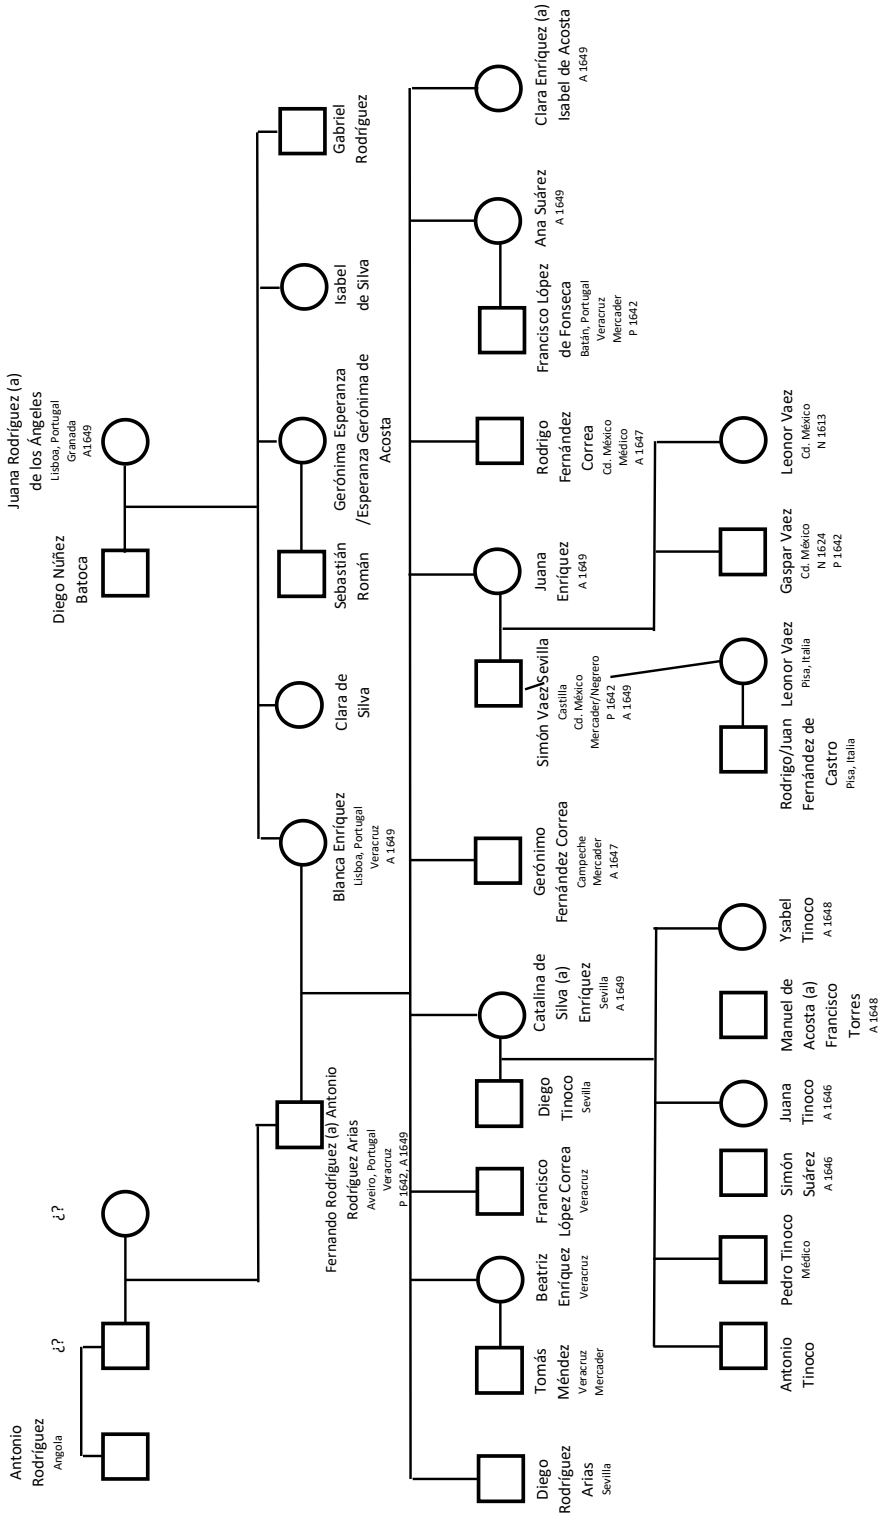 Antonio
Rodríguez
Angola
¿?
¿?
Diego Núñez
Batoca
Juana Rodríguez (a)
de los Ángeles
Lisboa, Portugal
Granada
A1649
Fernando Rodríguez (a) Antonio
Rodríguez Arias
Aveiro, Portugal
Veracruz
P 1642, A 1649
Blanca Enríquez
Lisboa, Portugal
Veracruz
A 1649
Clara de
Silva
Sebastián
Román
Gerónima Esperanza
/Esperanza Gerónima de
Acosta
Isabel
de Silva
Gabriel
Rodríguez
Diego
Rodríguez
Arias
Sevilla
Tomás
Méndez
Veracruz
Mercader
Beatriz
Enríquez
Veracruz
Francisco
López Correa
Veracruz
Diego
Tinoco
Sevilla
Catalina de
Silva (a)
Enríquez
Sevilla
A 1649
Gerónimo
Fernández Correa
Campeche
Mercader
A 1647
Simón Vaez Sevilla
Castilla
Cd. México
Mercader/Negrero
P 1642
A 1649
Juana
Enríquez
A 1649
Rodrigo
Fernández
Correa
Cd. México
Médico
A 1647
Francisco López
de Fonseca
Batán, Portugal
Veracruz
Mercader
P 1642
Ana Suárez
A 1649
Clara Enríquez (a)
Isabel de Acosta
A 1649
Antonio
Tinoco
Pedro Tinoco
Médico
Simón
Suárez
A 1646
Juana
Tinoco
A 1646
Manuel de
Acosta (a)
Francisco
Torres
A 1648
Ysabel
Tinoco
A 1648
Rodrigo/Juan
Fernández de
Castro
Pisa, Italia
Leonor Vaez
Pisa, Italia
Gaspar Vaez
Cd. México
N 1624
P 1642
Leonor Vaez
Cd. México
N 1613